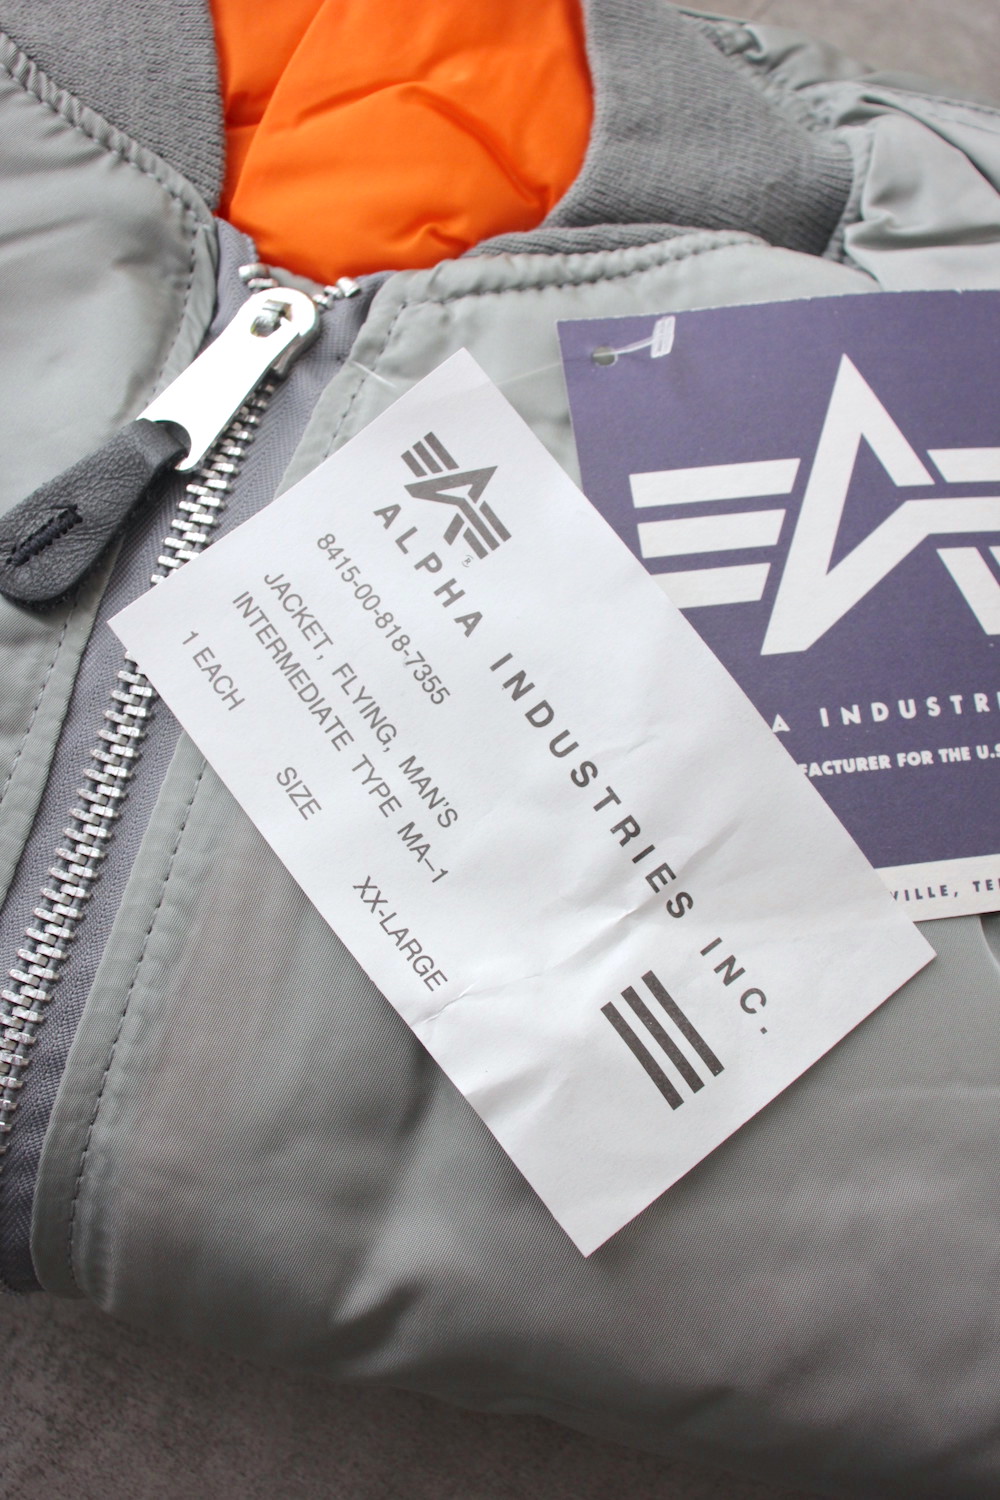 ALPHA INDUSTRIES INC.
8415-00-818-7355
JACKET, FLYING, MAN'S
INTERMEDIATE TYPE MA–1
1 EACH SIZE XX-LARGE
A INDUSTRI
FACTURER FOR THE U.S
VILLE, TE